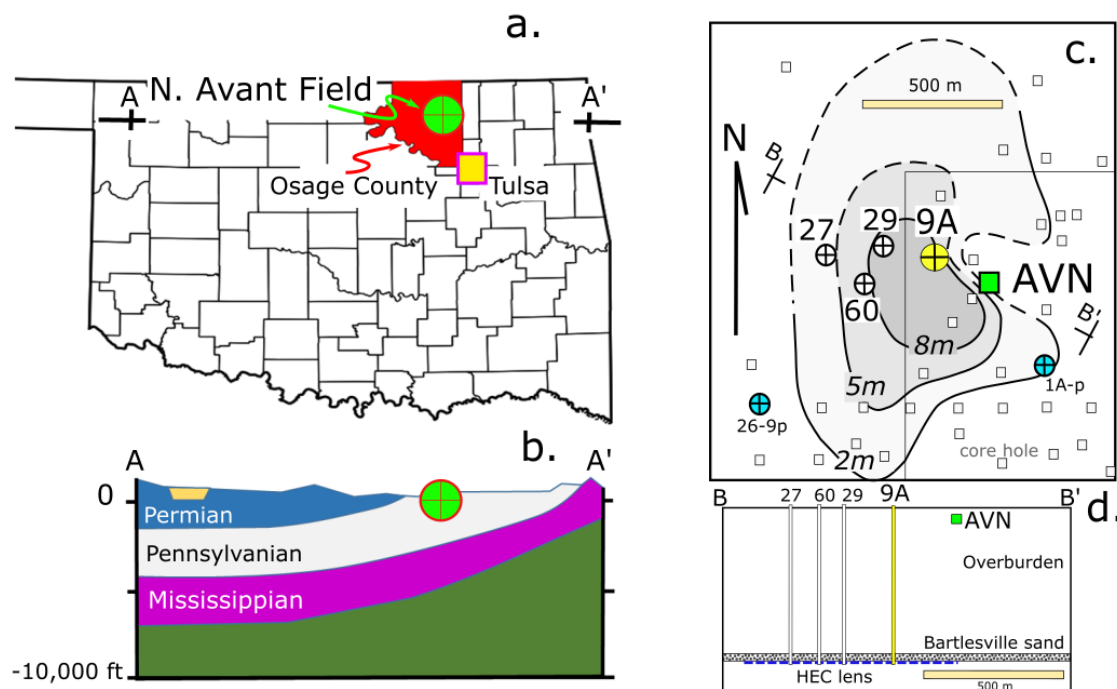 a.
N. Avant Field
A
A'
Osage County
Tulsa
b.
A
A'
0
Permian
Pennsylvanian
Mississippian
-10,000 ft
c.
500 m
N
B
27
29
9A
60
AVN
B'
8m
5m
2m
1A-p
26-9p
core hole
d.
B
27
60
29
9A
B'
AVN
Overburden
Bartlesville sand
HEC lens
500 m